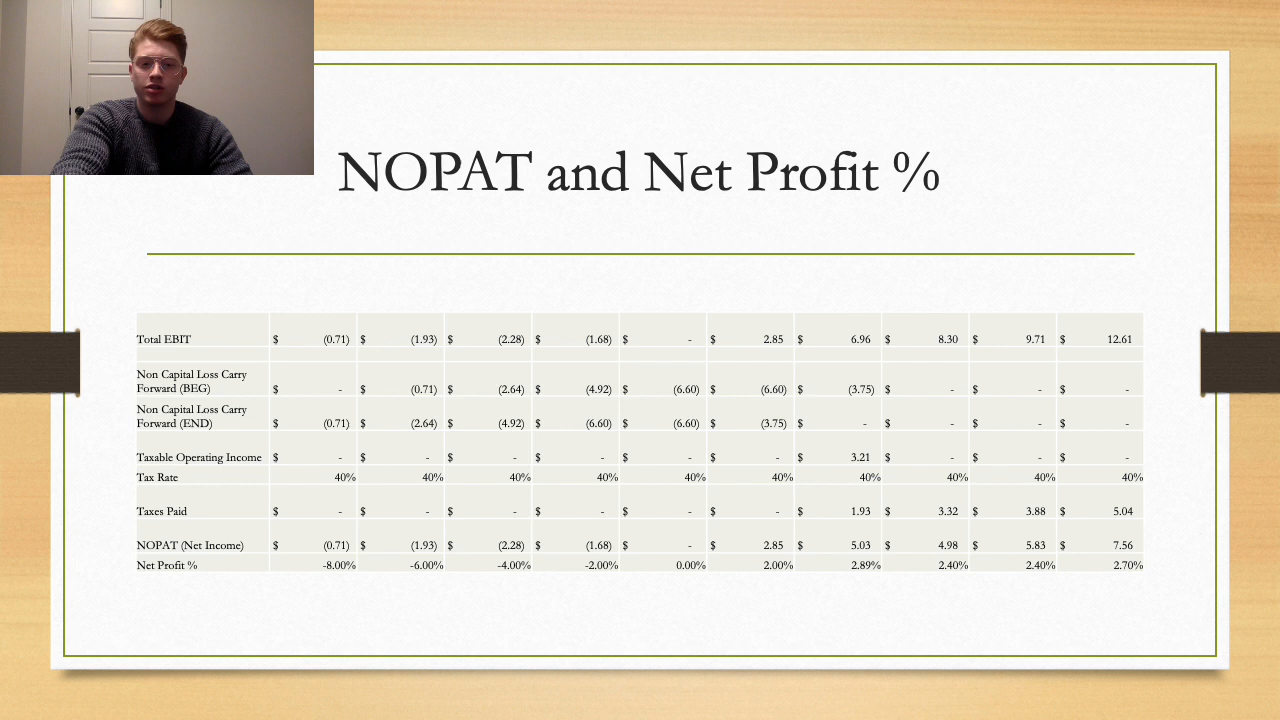 NOPAT and Net Profit %
Total EBIT $ (0.71) $ (1.93) $ (2.28) $ (1.68) $ - $ 2.85 $ 6.96 $ 8.30 $ 9.71 $ 12.61
Non Capital Loss Carry
Forward (BEG) $ - $ (0.71) $ (2.64) $ (4.92) $ (6.60) $ (6.60) $ (3.75) $ - $ - $ -
Non Capital Loss Carry
Forward (END) $ (0.71) $ (2.64) $ (4.92) $ (6.60) $ (6.60) $ (3.75) $ - $ - $ - $ -
Taxable Operating Income $ - $ - $ - $ - $ - $ - $ 3.21 $ - $ - $ -
Tax Rate 40% 40% 40% 40% 40% 40% 40% 40% 40% 40%
Taxes Paid $ - $ - $ - $ - $ - $ - $ 1.93 $ 3.32 $ 3.88 $ 5.04
NOPAT (Net Income) $ (0.71) $ (1.93) $ (2.28) $ (1.68) $ - $ 2.85 $ 5.03 $ 4.98 $ 5.83 $ 7.56
Net Profit % -8.00% -6.00% -4.00% -2.00% 0.00% 2.00% 2.89% 2.40% 2.40% 2.70%